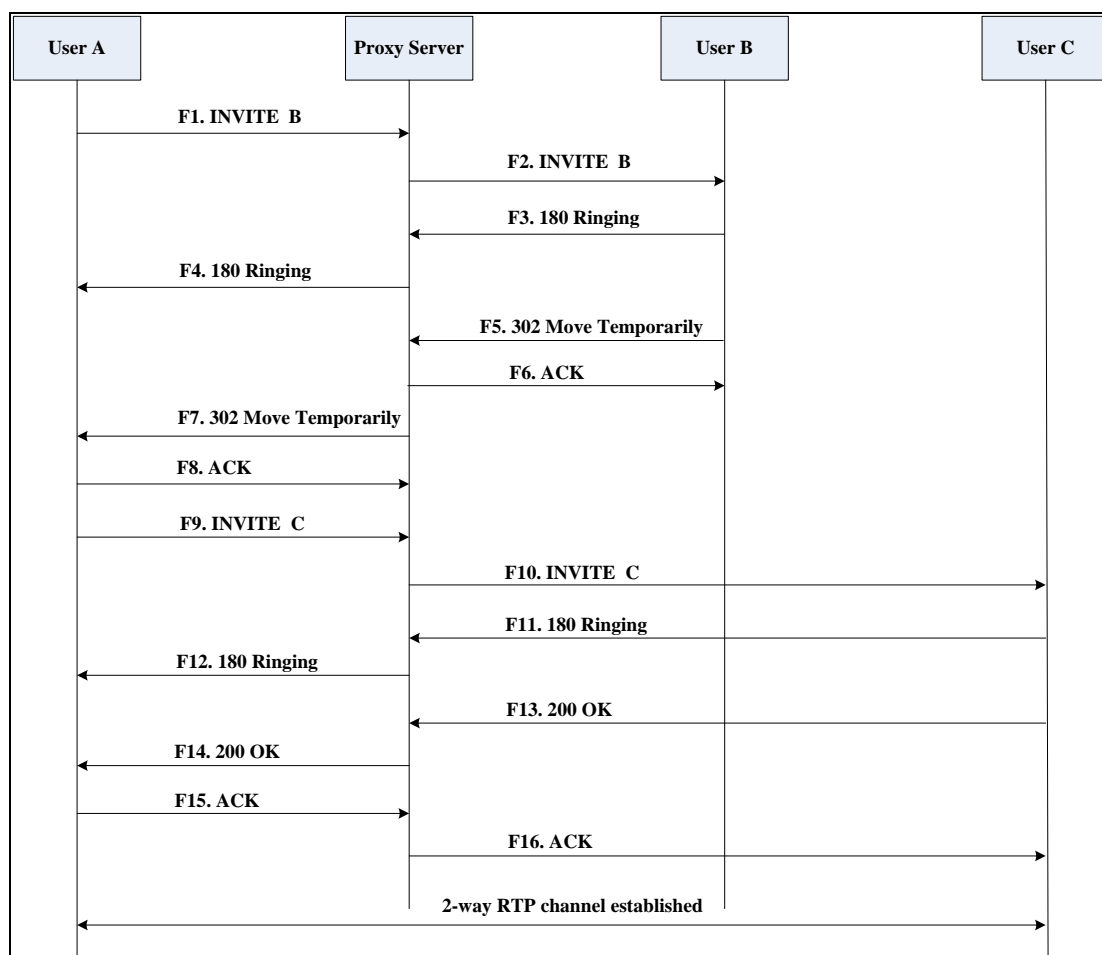 User A
Proxy Server
User B
User C
F1. INVITE B
F2. INVITE B
F3. 180 Ringing
F4. 180 Ringing
F5. 302 Move Temporarily
F6. ACK
F7. 302 Move Temporarily
F8. ACK
F9. INVITE C
F10. INVITE C
F11. 180 Ringing
F12. 180 Ringing
F13. 200 OK
F14. 200 OK
F15. ACK
F16. ACK
2-way RTP channel established